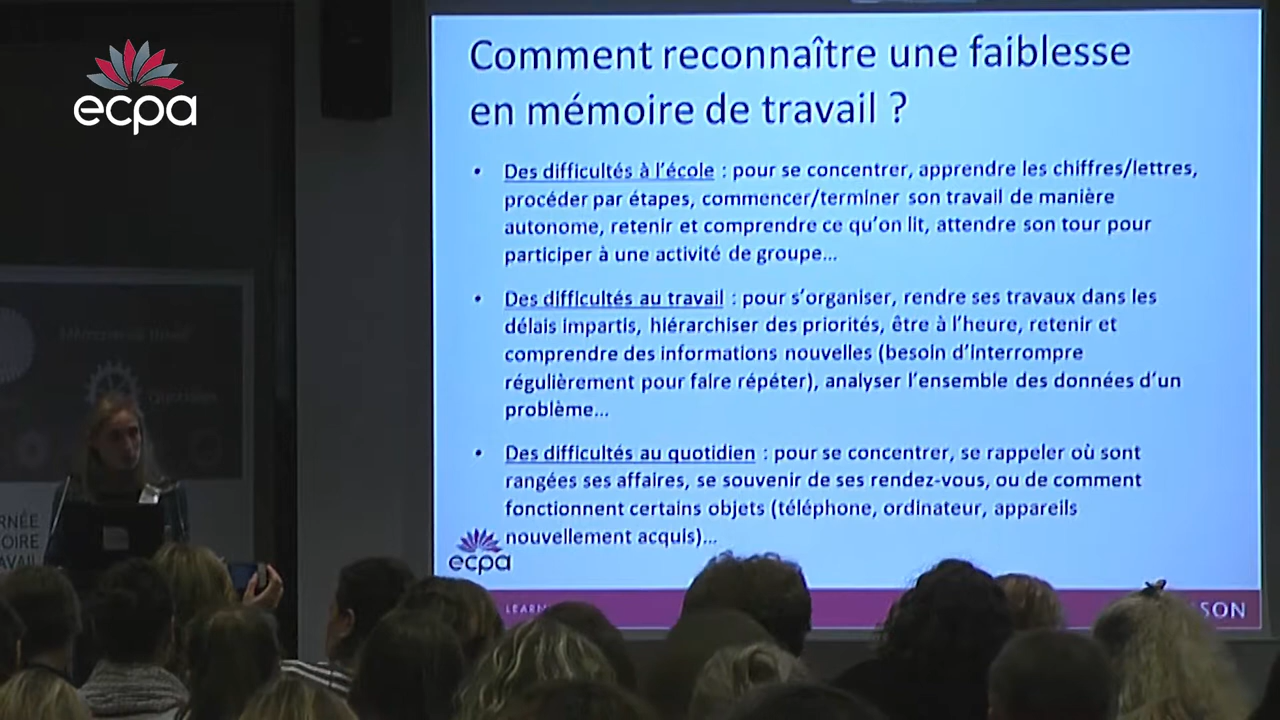 ecpa
Comment reconnaître une faiblesse
en mémoire de travail ?
• Des difficultés à l'école : pour se concentrer, apprendre les chiffres/lettres,
procéder par étapes, commencer/terminer son travail de manière
autonome, retenir et comprendre ce qu'on lit, attendre son tour pour
participer à une activité de groupe...
• Des difficultés au travail : pour s'organiser, rendre ses travaux dans les
délais impartis, hiérarchiser des priorités, être à l'heure, retenir et
comprendre des informations nouvelles (besoin d'interrompre
régulièrement pour faire répéter), analyser l'ensemble des données d'un
problème...
• Des difficultés au quotidien : pour se concentrer, se rappeler où sont
rangées ses affaires, se souvenir de ses rendez-vous, ou de comment
fonctionnent certains objets (téléphone, ordinateur, appareils
nouvellement acquis)...
ecpa
LEARN
SON
RNÉE
OIRE
AVAIL